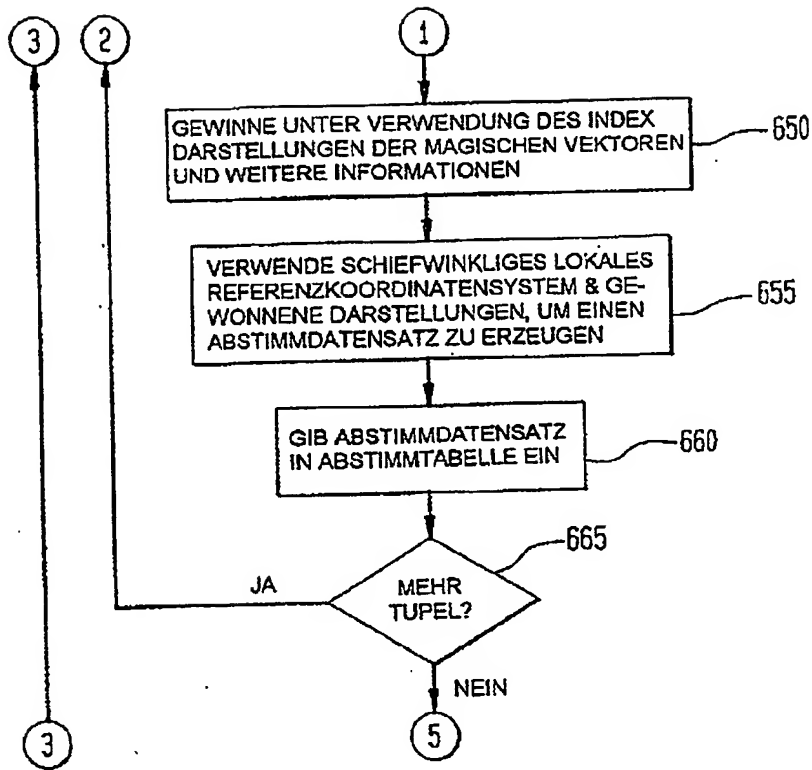 3
2
1
GEWINNE UNTER VERWENDUNG DES INDEX
DARSTELLUNGEN DER MAGISCHEN VEKTOREN
UND WEITERE INFORMATIONEN
650
VERWENDE SCHIEFWINKLIGES LOKALES
REFERENZKOORDINATENSYSTEM & GE-
WONNENE DARSTELLUNGEN, UM EINEN
ABSTIMMDATENSATZ ZU ERZEUGEN
655
GIB ABSTIMMDATENSATZ
IN ABSTIMMTABELLE EIN
660
665
JA
MEHR
TUPEL?
NEIN
3
5